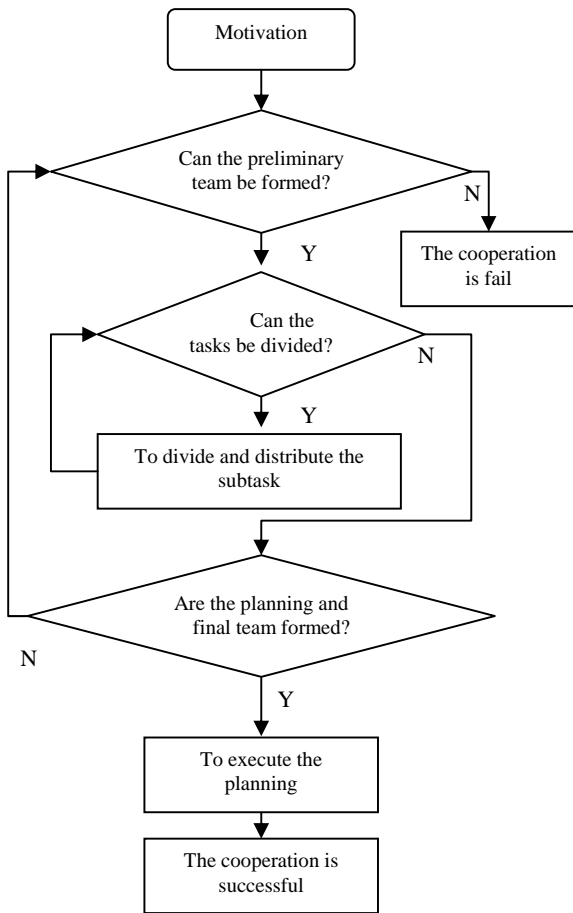 Motivation
Can the preliminary
team be formed?
N
The cooperation
is fail
Y
Can the
tasks be divided?
N
Y
To divide and distribute the
subtask
Are the planning and
final team formed?
N
Y
To execute the
planning
The cooperation is
successful